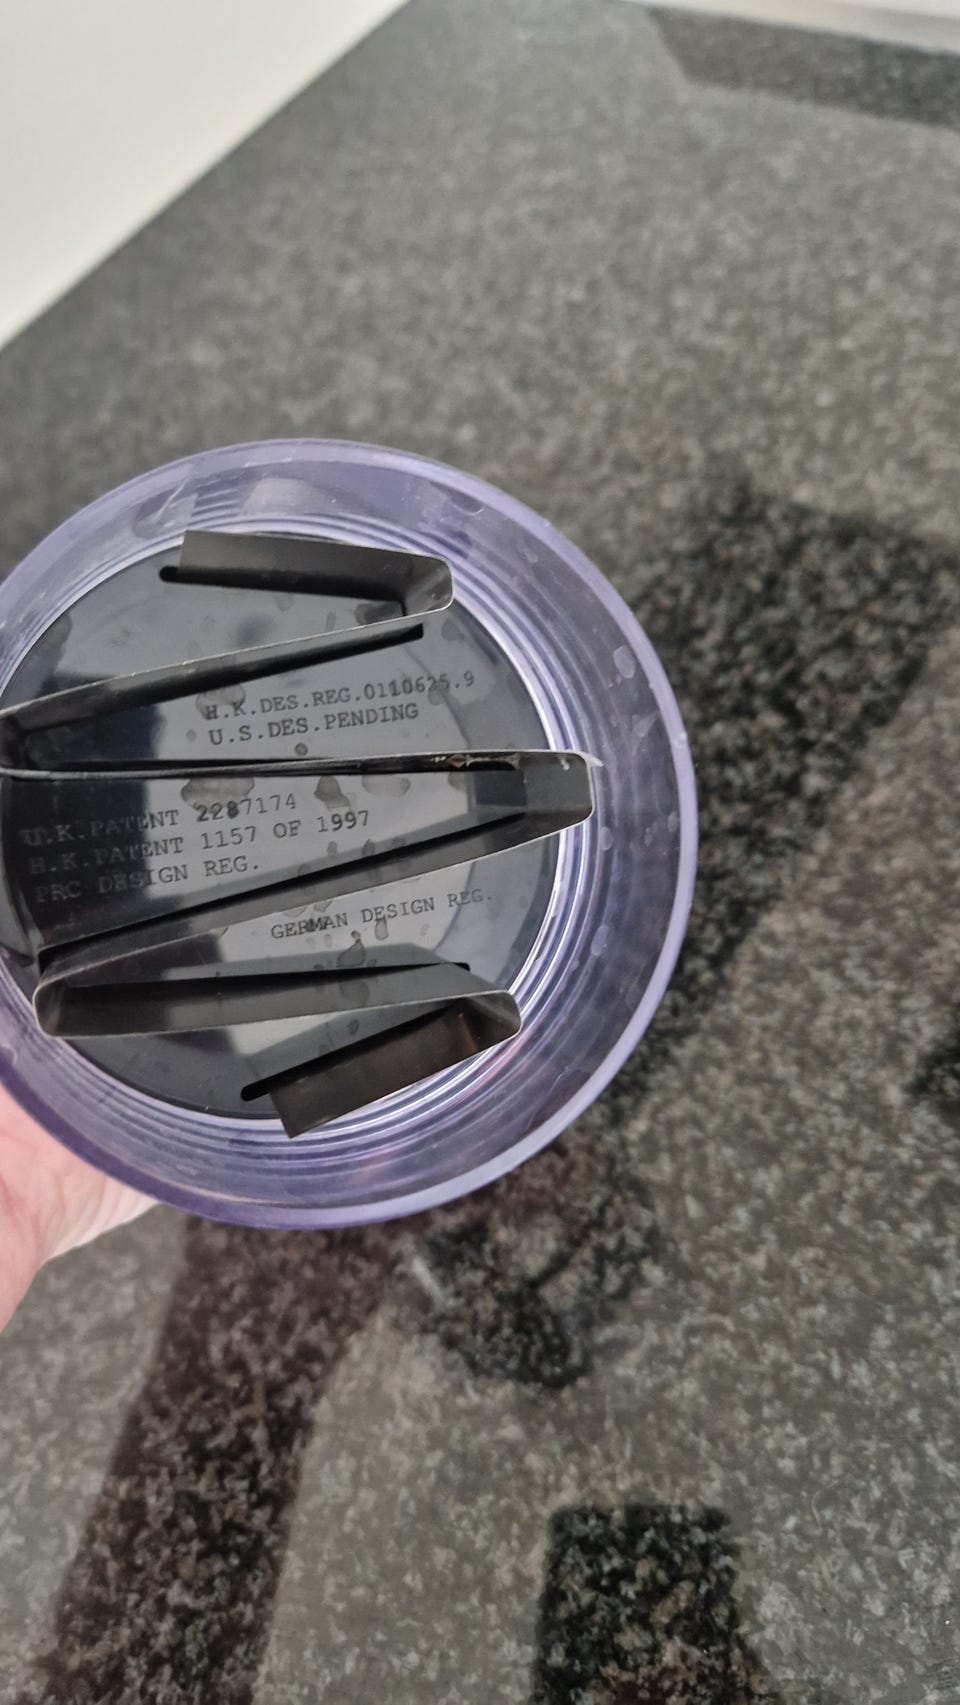 H.K.DES.REG.0110625.9
U.S.DES.PENDING
U.K.PATENT 2287174
H.K.PATENT 1157 OF 1997
PRC DESIGN REG.
GERMAN DESIGN REG.